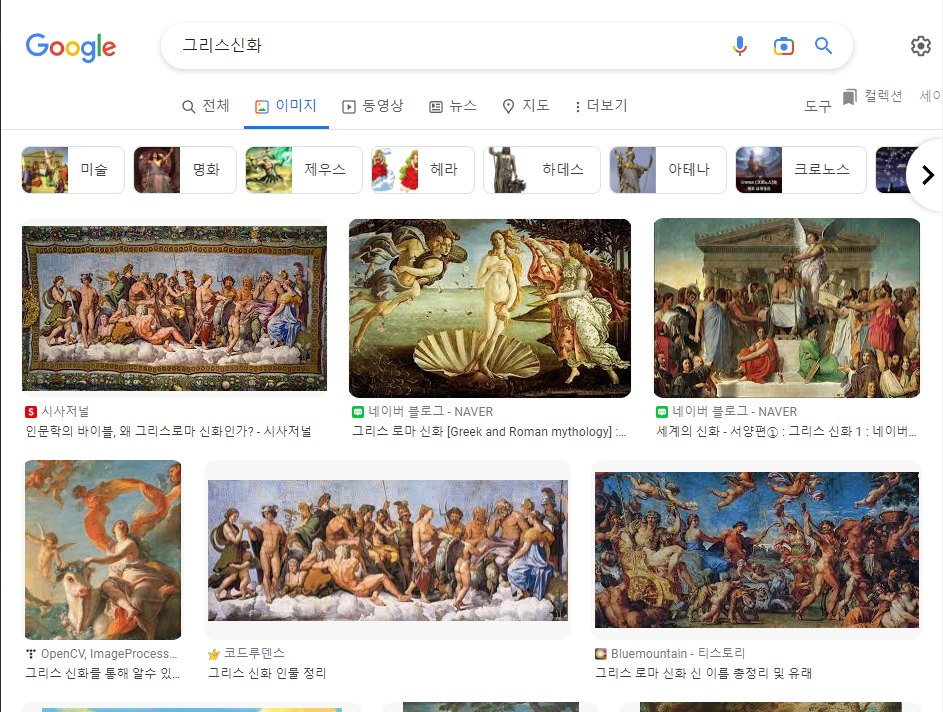 Google
그리스신화
전체
이미지
동영상
뉴스
지도
더보기
도구
컬렉션
미술
명화
제우스
헤라
하데스
아테나
크로노스
시사저널
인문학의 바이블, 왜 그리스로마 신화인가? - 시사저널
네이버 블로그 - NAVER
그리스 로마 신화 [Greek and Roman mythology] :...
네이버 블로그 - NAVER
세계의 신화 - 서양편① : 그리스 신화 1 : 네이버...
OpenCV, ImageProcess...
그리스 신화를 통해 알수 있...
코드루덴스
그리스 신화 인물 정리
Bluemountain - 티스토리
그리스 로마 신화 신 이름 총정리 및 유래